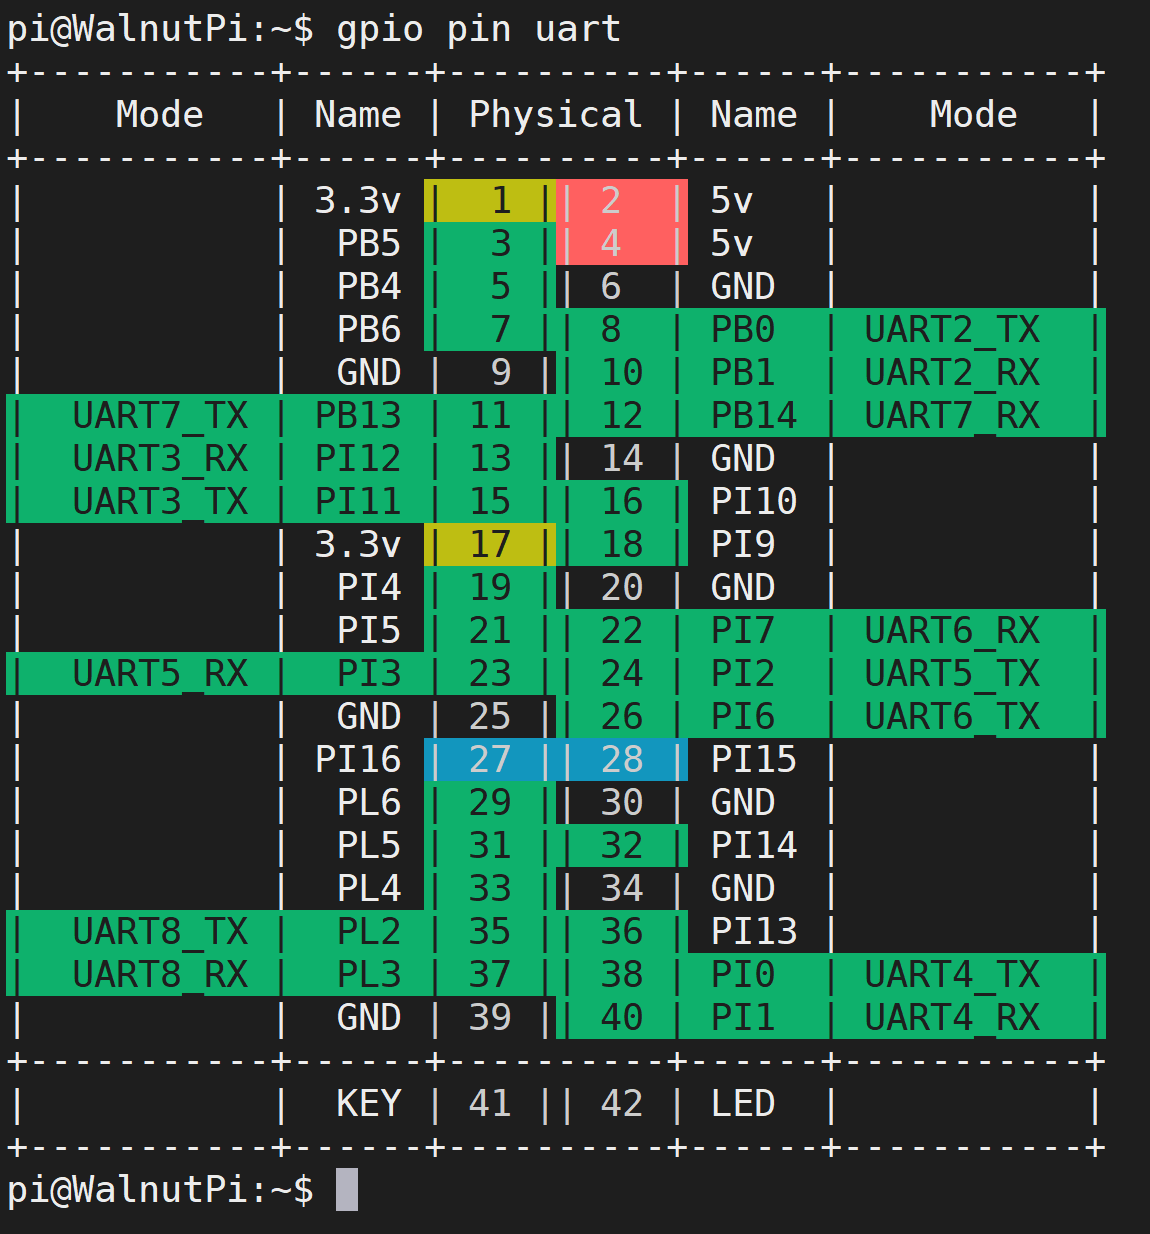 pi@WalnutPi:~$ gpio pin uart
+-----------+------+----------+------+-----------+
|    Mode   | Name | Physical | Name |    Mode   |
+-----------+------+----------+------+-----------+
|           | 3.3v |  1 || 2  | 5v   |           |
|           |  PB5 |  3 || 4  | 5v   |           |
|           |  PB4 |  5 || 6  | GND  |           |
|           |  PB6 |  7 || 8  | PB0  | UART2_TX  |
|           |  GND |  9 || 10 | PB1  | UART2_RX  |
|  UART7_TX | PB13 | 11 || 12 | PB14 | UART7_RX  |
|  UART3_RX | PI12 | 13 || 14 | GND  |           |
|  UART3_TX | PI11 | 15 || 16 | PI10 |           |
|           | 3.3v | 17 || 18 | PI9  |           |
|           |  PI4 | 19 || 20 | GND  |           |
|           |  PI5 | 21 || 22 | PI7  | UART6_RX  |
|  UART5_RX |  PI3 | 23 || 24 | PI2  | UART5_TX  |
|           |  GND | 25 || 26 | PI6  | UART6_TX  |
|           | PI16 | 27 || 28 | PI15 |           |
|           |  PL6 | 29 || 30 | GND  |           |
|           |  PL5 | 31 || 32 | PI14 |           |
|           |  PL4 | 33 || 34 | GND  |           |
|  UART8_TX |  PL2 | 35 || 36 | PI13 |           |
|  UART8_RX |  PL3 | 37 || 38 | PI0  | UART4_TX  |
|           |  GND | 39 || 40 | PI1  | UART4_RX  |
+-----------+------+----------+------+-----------+
|           |  KEY | 41 || 42 | LED  |           |
+-----------+------+----------+------+-----------+
pi@WalnutPi:~$